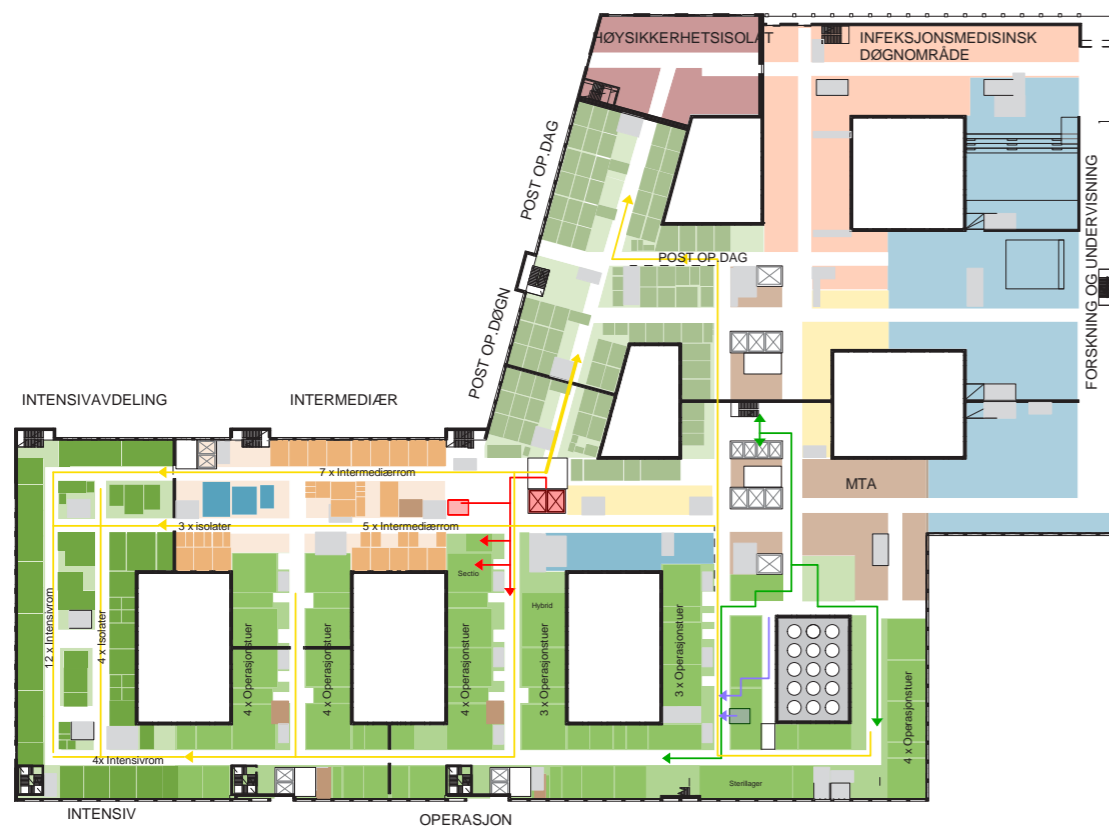 HØYSIKKERHETSISOLAT
INFEKSJONSMEDISINSK
DØGNOMRÅDE
POST OP.DAG
FORSKNING OG UNDERVISNING
POST OP.DAG
POST OP.DØGN
INTENSIVAVDELING
INTERMEDIÆR
7 x Intermediærrom
MTA
3 x isolater
5 x Intermediærrom
Sectio
Hybrid
12 x Intensivrom
4 x Isolater
4 x Operasjonstuer
4 x Operasjonstuer
4 x Operasjonstuer
3 x Operasjonstuer
3 x Operasjonstuer
4 x Operasjonstuer
4x Intensivrom
Sterillager
INTENSIV
OPERASJON